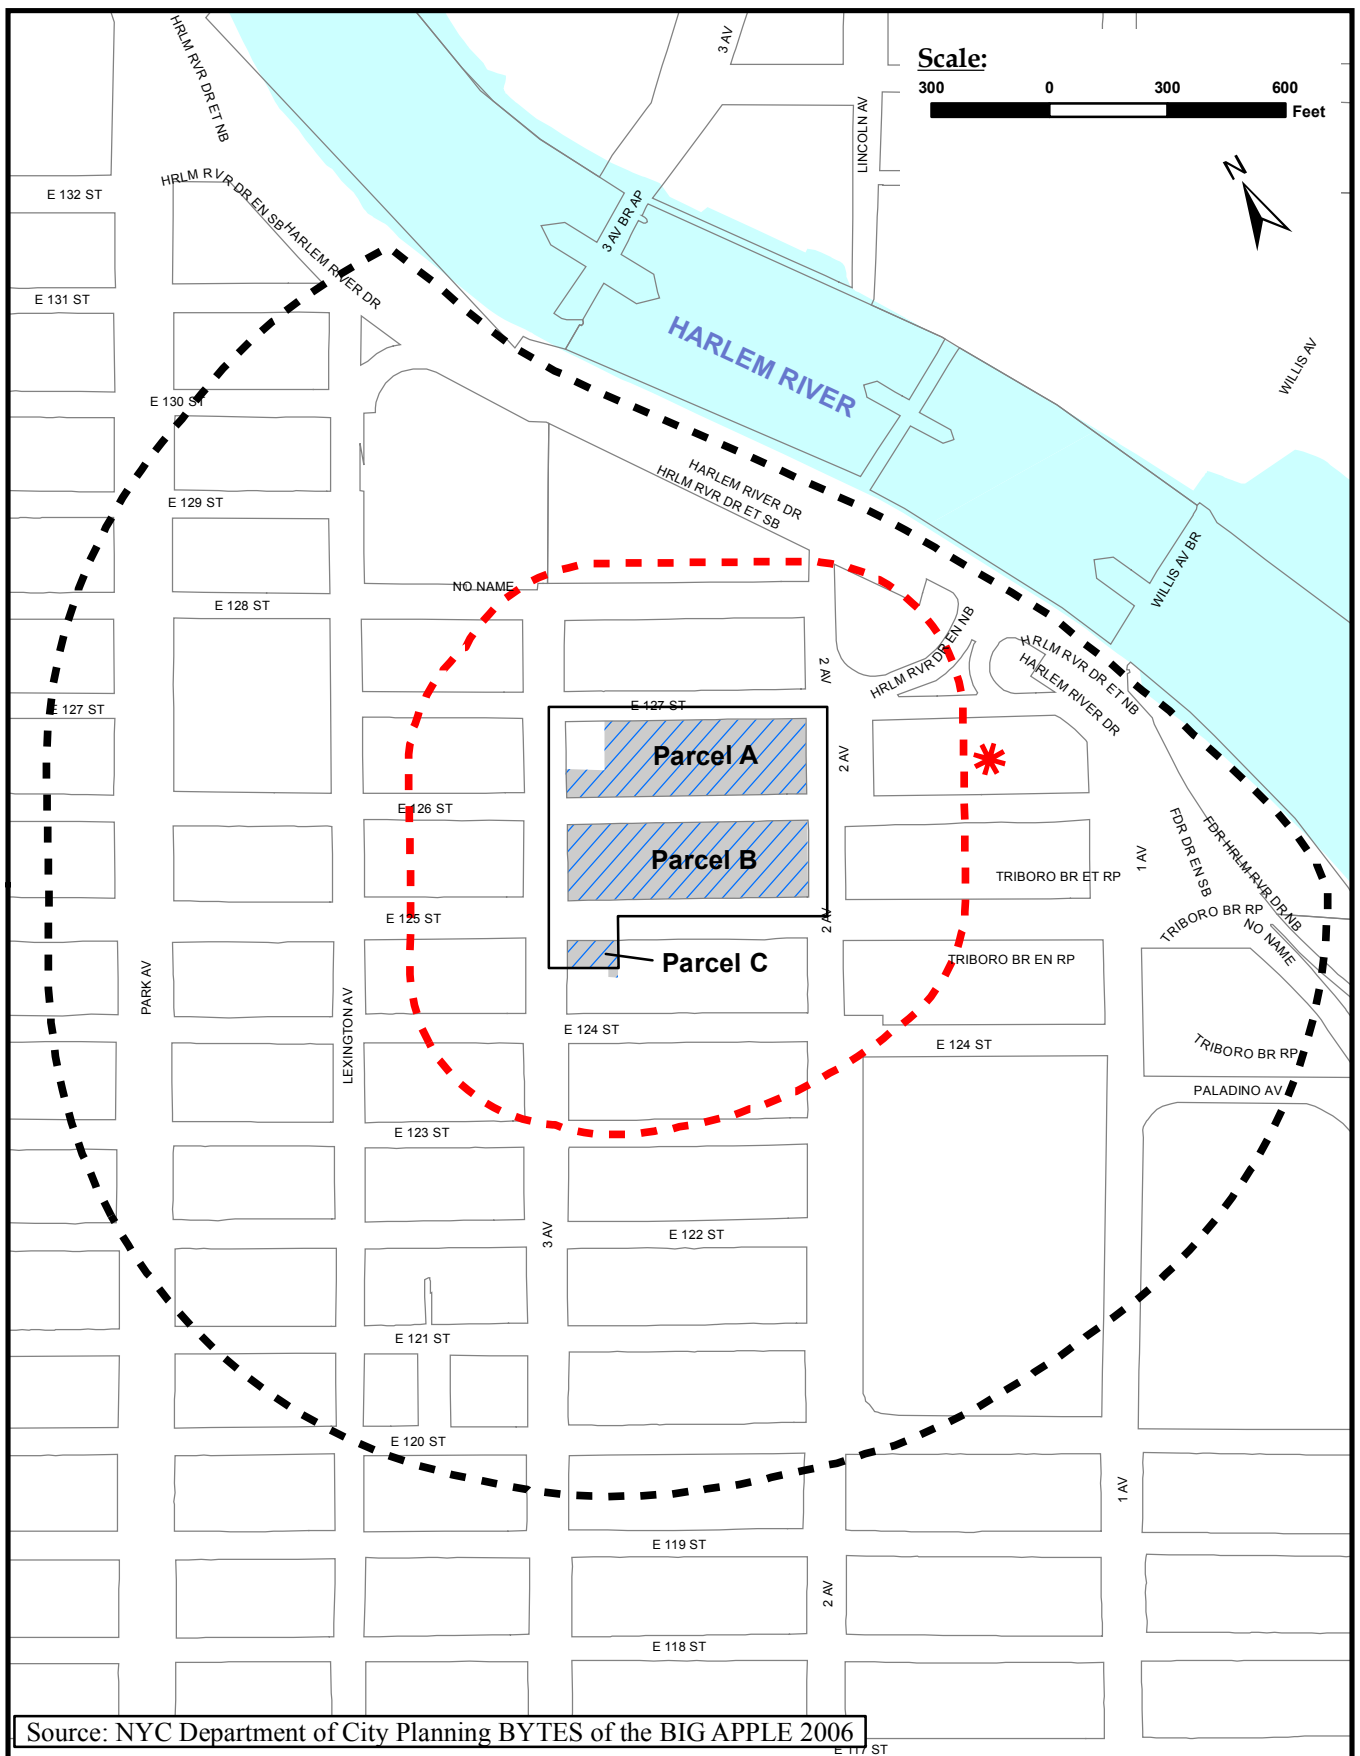 Scale:
300 0 300 600
Feet
N
3 AV
LINCOLN AV
HRLM RVR DR ET NB
E 132 ST
HRLM RVR DR EN SB
HARLEM RIVER DR
3 AV BR AP
E 131 ST
HARLEM RIVER
WILLIS AV
E 130 ST
HARLEM RIVER DR
HRLM RVR DR ET SB
E 129 ST
WILLIS AV BR
NO NAME
E 128 ST
HRLM RVR DR EN NB
HRLM RVR DR ET NB
HARLEM RIVER DR
2 AV
E 127 ST
E 127 ST
Parcel A
2 AV
E 126 ST
Parcel B
1 AV
FDR DR EN SB
FDR HRLM RVR DR NB
TRIBORO BR ET RP
E 125 ST
2 AV
TRIBORO BR RP
NO NAME
Parcel C
TRIBORO BR EN RP
PARK AV
LEXINGTON AV
E 124 ST
E 124 ST
TRIBORO BR RP
PALADINO AV
E 123 ST
3 AV
E 122 ST
E 121 ST
E 120 ST
1 AV
E 119 ST
2 AV
E 118 ST
Source: NYC Department of City Planning BYTES of the BIG APPLE 2006
E 117 ST